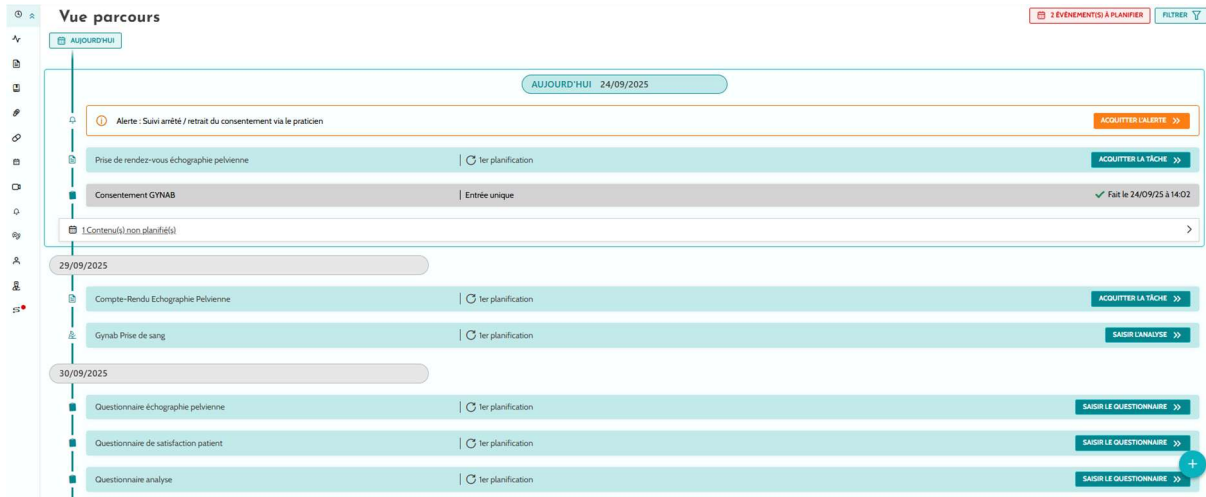 Vue parcours
2 ÉVÈNEMENT(S) À PLANIFIER
FILTRER
AUJOURD'HUI
AUJOURD'HUI 24/09/2025
Alerte : Suivi arrêté / retrait du consentement via le praticien
ACQUITTER L'ALERTE
Prise de rendez-vous échographie pelvienne
1er planification
ACQUITTER LA TÂCHE
Consentement GYNAB
Entrée unique
Fait le 24/09/25 à 14:02
1 Contenu(s) non planifié(s)
29/09/2025
Compte-Rendu Echographie Pelvienne
1er planification
ACQUITTER LA TÂCHE
Gynab Prise de sang
1er planification
SAISIR L'ANALYSE
30/09/2025
Questionnaire échographie pelvienne
1er planification
SAISIR LE QUESTIONNAIRE
Questionnaire de satisfaction patient
1er planification
SAISIR LE QUESTIONNAIRE
Questionnaire analyse
1er planification
SAISIR LE QUESTIONNAIRE